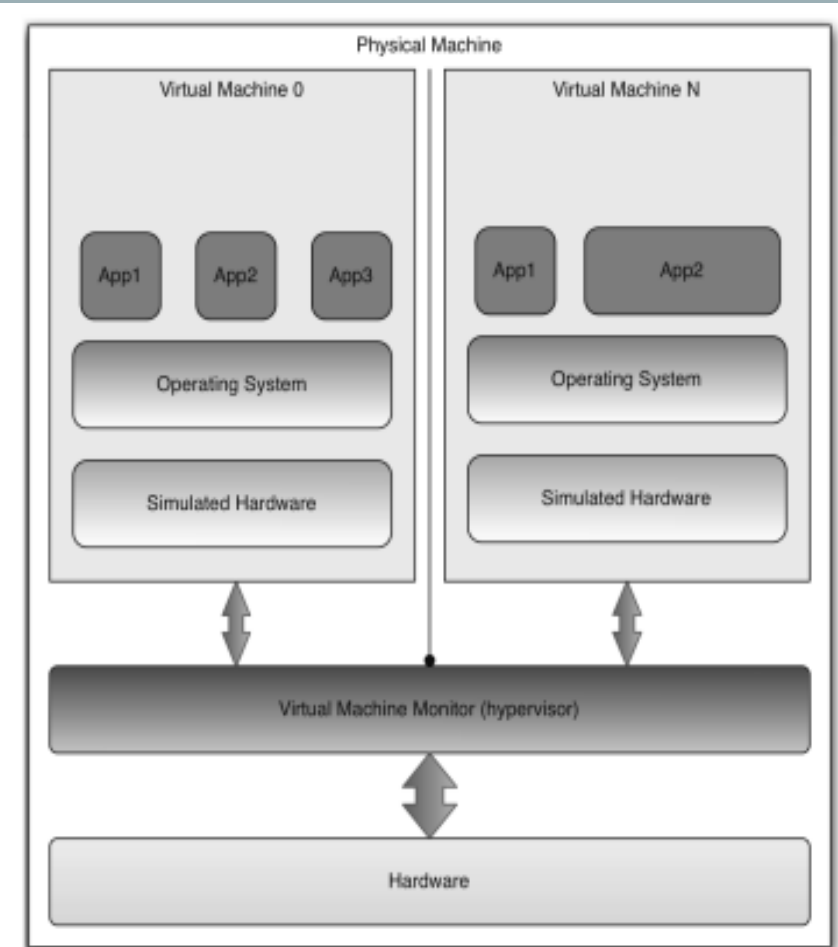 Physical Machine
Virtual Machine 0
App1
App2
App3
Operating System
Simulated Hardware
Virtual Machine N
App1
App2
Operating System
Simulated Hardware
Virtual Machine Monitor (hypervisor)
Hardware